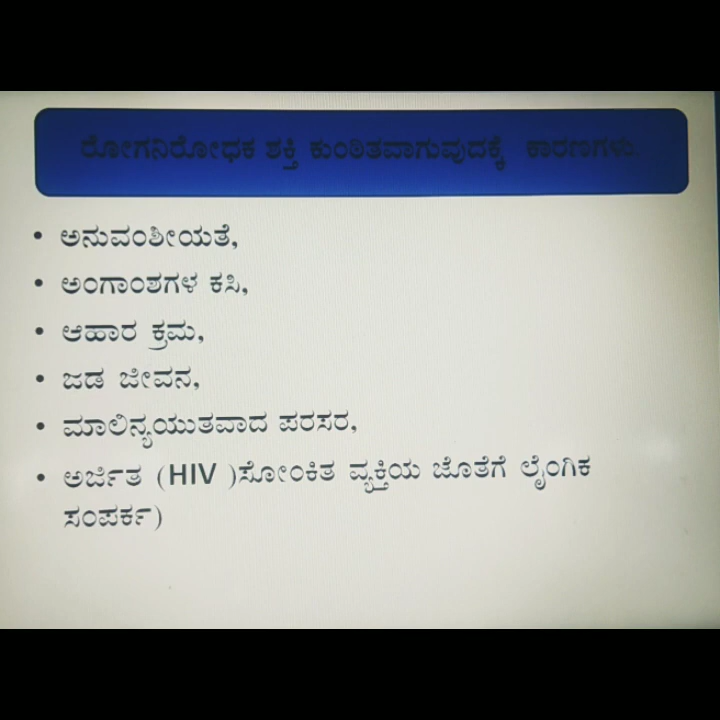 ರೋಗನಿರೋಧಕ ಶಕ್ತಿ ಕುಂಠಿತವಾಗುವುದಕ್ಕೆ ಕಾರಣಗಳು
• ಅನುವಂಶೀಯತೆ,
• ಅಂಗಾಂಶಗಳ ಕಸಿ,
• ಆಹಾರ ಕ್ರಮ,
• ಜಡ ಜೀವನ,
• ಮಾಲಿನ್ಯಯುತವಾದ ಪರಸರ,
• ಅರ್ಜಿತ (HIV )ಸೋಂಕಿತ ವ್ಯಕ್ತಿಯ ಜೊತೆಗೆ ಲೈಂಗಿಕ
ಸಂಪರ್ಕ)